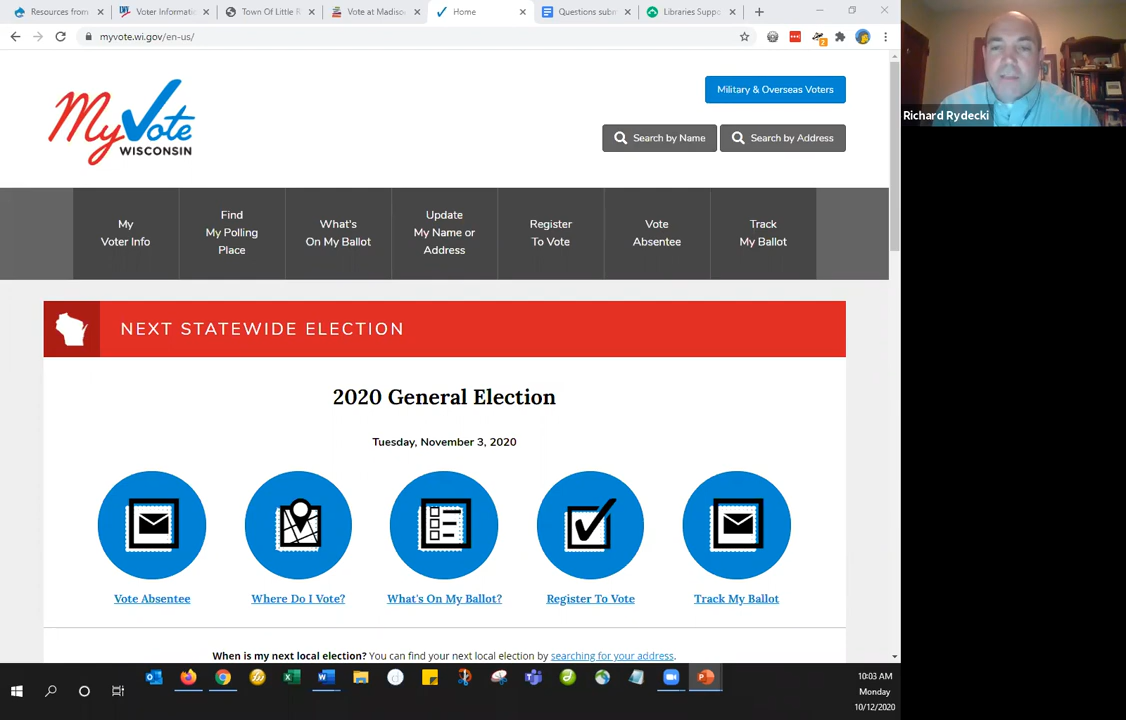 Resources from
Voter Informatio
Town Of Little R
Vote at Madiso
Home
Questions subm
Libraries Suppo
myvote.wi.gov/en-us/
2
Richard Rydecki
My Vote
WISCONSIN
Military & Overseas Voters
Search by Name
Search by Address
My
Voter Info
Find
My Polling
Place
What's
On My Ballot
Update
My Name or
Address
Register
To Vote
Vote
Absentee
Track
My Ballot
NEXT STATEWIDE ELECTION
2020 General Election
Tuesday, November 3, 2020
Vote Absentee
Where Do I Vote?
What's On My Ballot?
Register To Vote
Track My Ballot
When is my next local election? You can find your next local election by searching for your address.
10:03 AM
Monday
10/12/2020